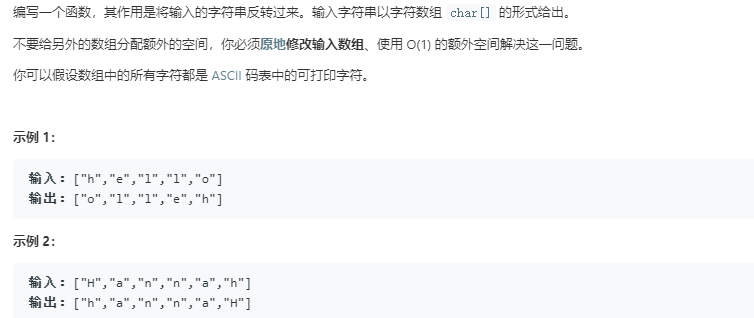 编写一个函数，其作用是将输入的字符串反转过来。输入字符串以字符数组 char[] 的形式给出。
不要给另外的数组分配额外的空间，你必须原地修改输入数组、使用 O(1) 的额外空间解决这一问题。
你可以假设数组中的所有字符都是 ASCII 码表中的可打印字符。
示例 1：
输入：["h","e","l","l","o"]
输出：["o","l","l","e","h"]
示例 2：
输入：["H","a","n","n","a","h"]
输出：["h","a","n","n","a","H"]